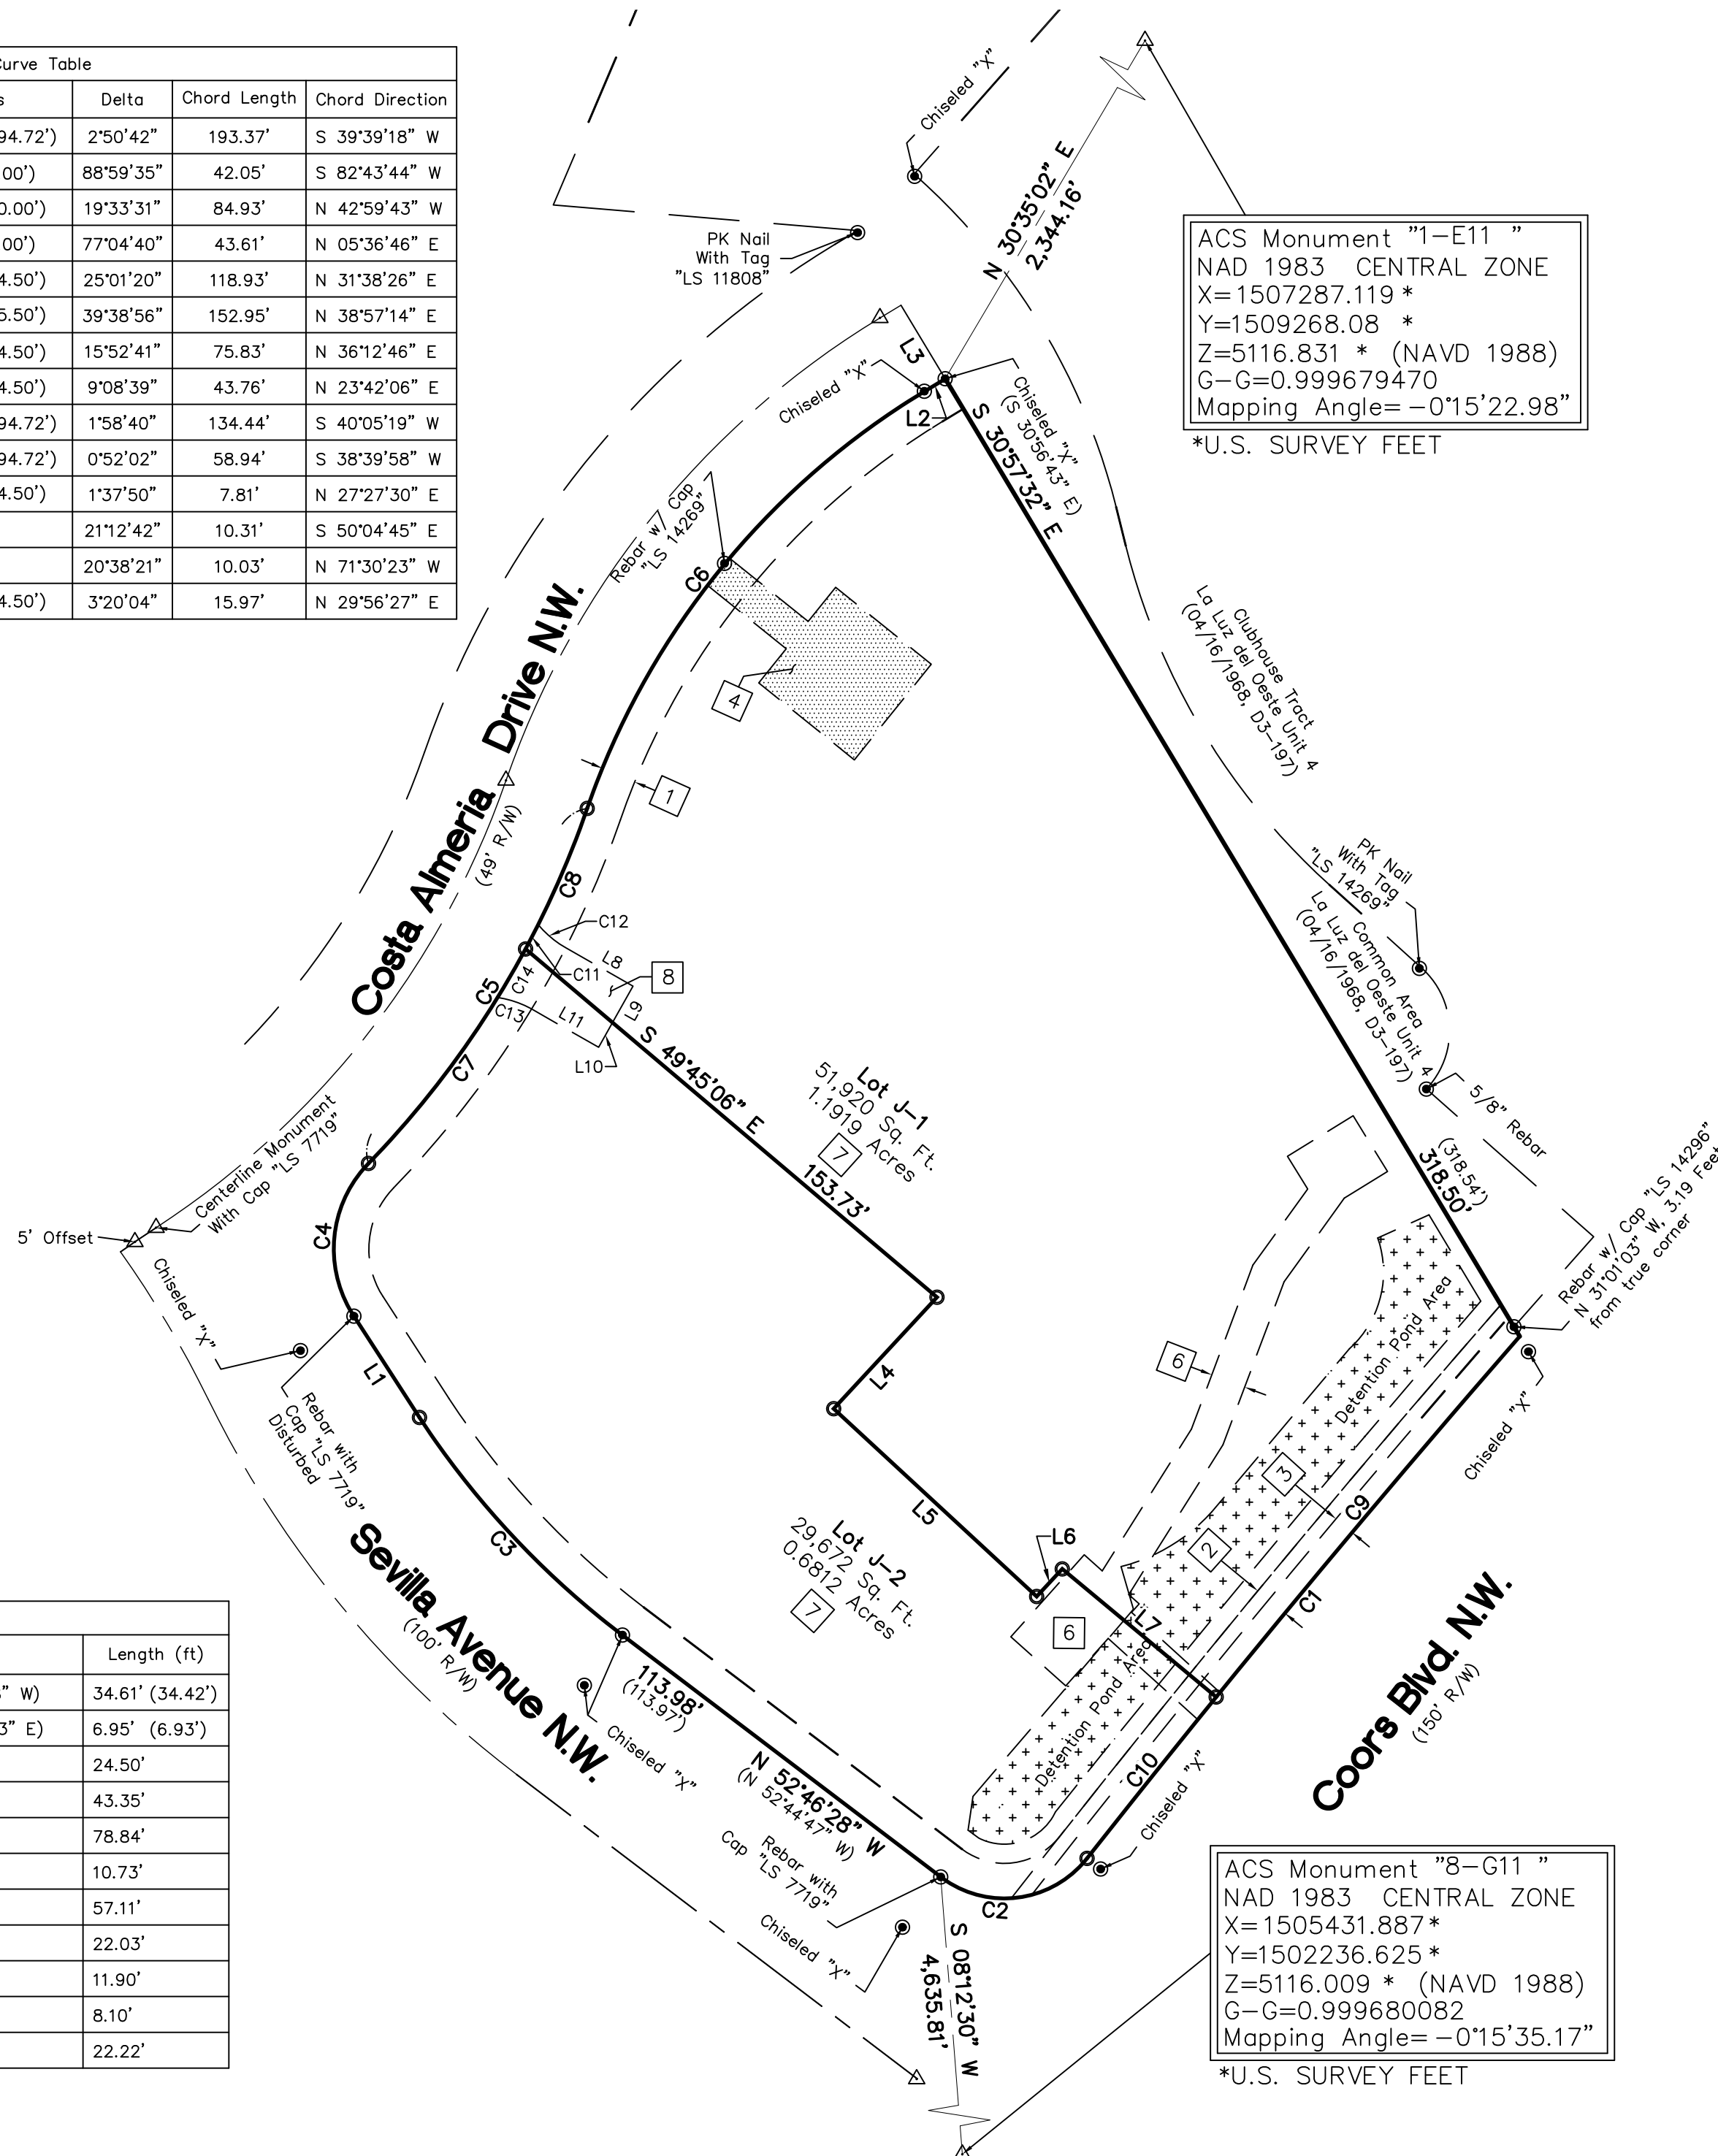 Curve Table
s Delta Chord Length Chord Direction
94.72') 2°50'42" 193.37' S 39°39'18" W
00') 88°59'35" 42.05' S 82°43'44" W
0.00') 19°33'31" 84.93' N 42°59'43" W
00') 77°04'40" 43.61' N 05°36'46" E
4.50') 25°01'20" 118.93' N 31°38'26" E
5.50') 39°38'56" 152.95' N 38°57'14" E
4.50') 15°52'41" 75.83' N 36°12'46" E
4.50') 9°08'39" 43.76' N 23°42'06" E
94.72') 1°58'40" 134.44' S 40°05'19" W
94.72') 0°52'02" 58.94' S 38°39'58" W
4.50') 1°37'50" 7.81' N 27°27'30" E
21°12'42" 10.31' S 50°04'45" E
20°38'21" 10.03' N 71°30'23" W
4.50') 3°20'04" 15.97' N 29°56'27" E
Chiseled "X"
N 30°35'02" E
2,344.16'
PK Nail
With Tag
"LS 11808"
ACS Monument "1-E11 "
NAD 1983 CENTRAL ZONE
X=1507287.119 *
Y=1509268.08 *
Z=5116.831 * (NAVD 1988)
G-G=0.999679470
Mapping Angle= -0°15'22.98"
*U.S. SURVEY FEET
L3
Chiseled "X"
L2
Chiseled "X"
(S 30°56'43" E)
S 30°57'32" E
Rebar w/ Cap
"LS 14269"
C6
4
Clubhouse Tract
La Luz del Oeste Unit 4
(04/16/1968, D3-197)
Costa Almeria Drive N.W.
(49' R/W)
1
C8
C12
C11
L8
8
C14
C5
C13
L11
L9
L10
C7
S 49°45'06" E
153.73'
PK Nail
With Tag
"LS 14269"
Common Area
La Luz del Oeste Unit 4
(04/16/1968, D3-197)
5/8" Rebar
Lot J-1
51,920 Sq. Ft.
1.1919 Acres
7
(318.54')
318.50'
Rebar w/ Cap "LS 14296"
N 31°01'03" W, 3.19 Feet
from true corner
Centerline Monument
With Cap "LS 7719"
5' Offset
C4
Chiseled "X"
L1
Rebar with
Cap "LS 7719"
Disturbed
L4
6
Detention Pond Area
Chiseled "X"
3
C9
2
C1
L5
L6
L7
6
C3
Lot J-2
29,672 Sq. Ft.
0.6812 Acres
7
Sevilla Avenue N.W.
(100' R/W)
113.98'
(113.97')
Chiseled "X"
N 52°46'28" W
(N 52°44'47" W)
Detention Pond Area
C10
Chiseled "X"
Coors Blvd. N.W.
(150' R/W)
Rebar with
Cap "LS 7719"
C2
Chiseled "X"
S 08°12'30" W
4,635.81'
Length (ft)
" W) 34.61' (34.42')
3" E) 6.95' (6.93')
24.50'
43.35'
78.84'
10.73'
57.11'
22.03'
11.90'
8.10'
22.22'
ACS Monument "8-G11 "
NAD 1983 CENTRAL ZONE
X=1505431.887 *
Y=1502236.625 *
Z=5116.009 * (NAVD 1988)
G-G=0.999680082
Mapping Angle= -0°15'35.17"
*U.S. SURVEY FEET